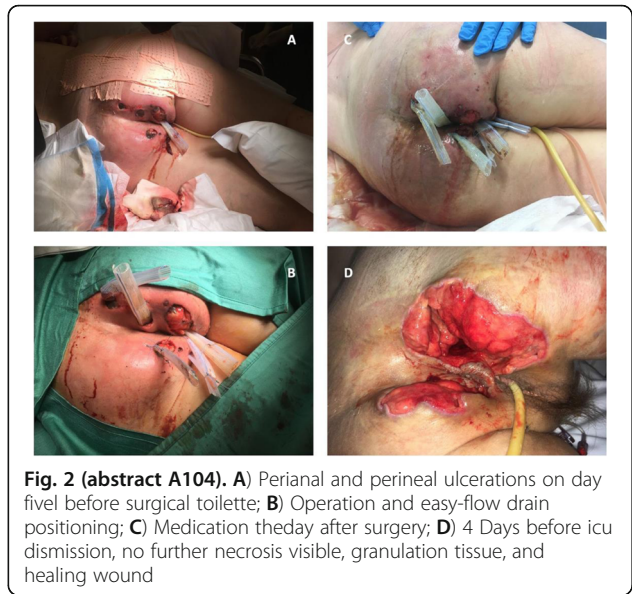 A
C
B
D
Fig. 2 (abstract A104). A) Perianal and perineal ulcerations on day
fivel before surgical toilette; B) Operation and easy-flow drain
positioning; C) Medication theday after surgery; D) 4 Days before icu
dismission, no further necrosis visible, granulation tissue, and
healing wound